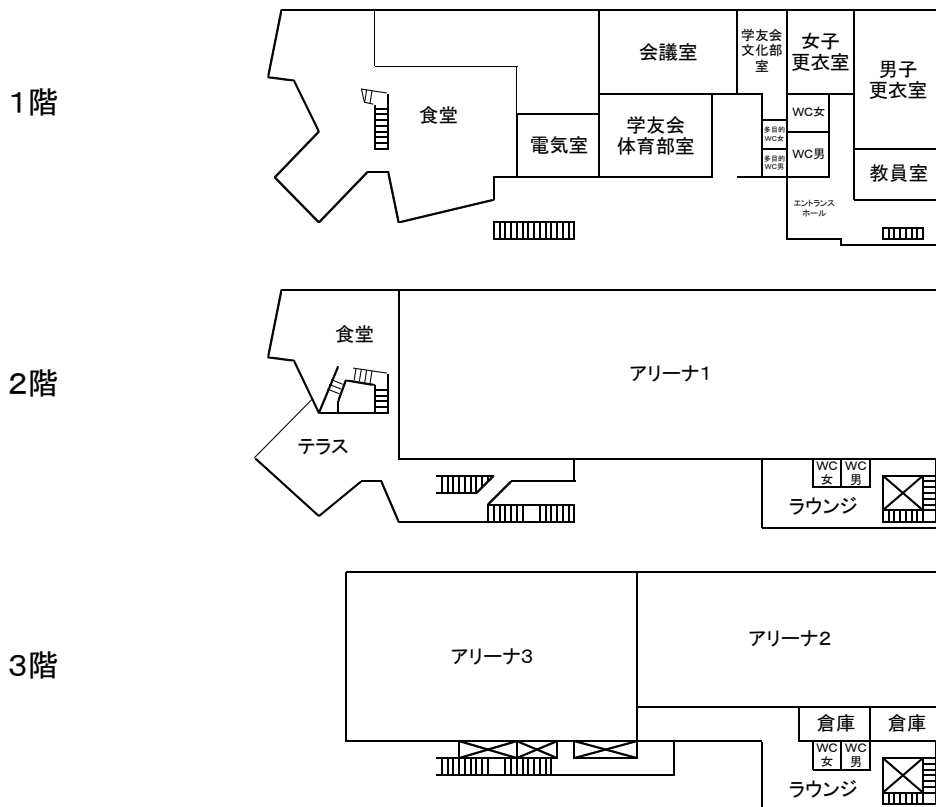 1階
食堂
電気室
会議室
学友会
体育部室
学友会
文化部
室
女子
更衣室
男子
更衣室
WC女
多目的
WC女
WC男
多目的
WC男
教員室
エントランス
ホール
2階
食堂
テラス
アリーナ1
WC
女
WC
男
ラウンジ
3階
アリーナ3
アリーナ2
倉庫
倉庫
WC
女
WC
男
ラウンジ